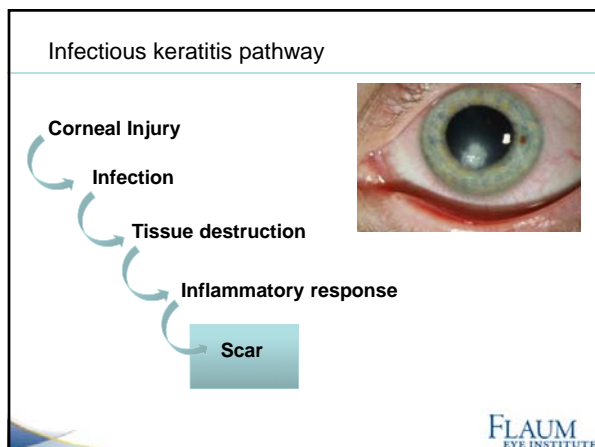 Infectious keratitis pathway
Corneal Injury
Infection
Tissue destruction
Inflammatory response
Scar
FLAUM
EYE INSTITUTE